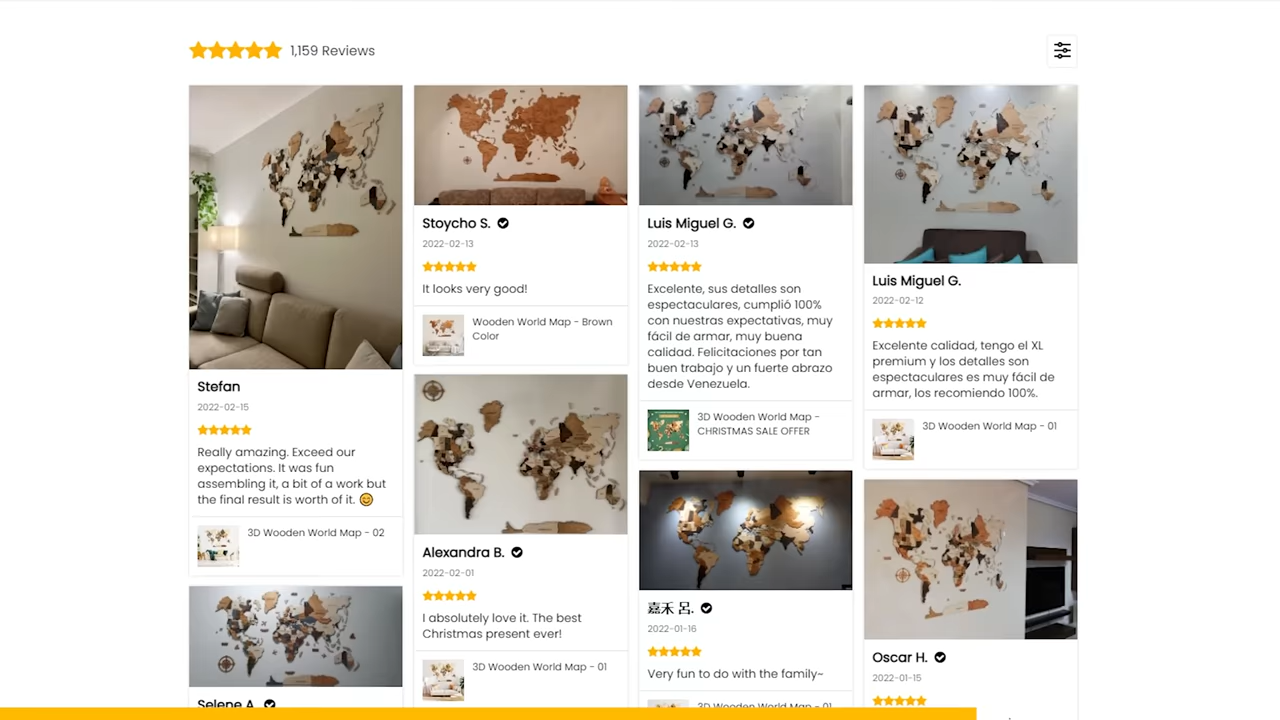 1,159 Reviews
Stefan
2022-02-15
Really amazing. Exceed our
expectations. It was fun
assembling it, a bit of a work but
the final result is worth of it. 😊
3D Wooden World Map - 02
Selene A.
Stoycho S.
2022-02-13
It looks very good!
Wooden World Map - Brown
Color
Alexandra B.
2022-02-01
I absolutely love it. The best
Christmas present ever!
3D Wooden World Map - 01
Luis Miguel G.
2022-02-13
Excelente, sus detalles son
espectaculares, cumplió 100%
con nuestras expectativas, muy
fácil de armar, muy buena
calidad. Felicitaciones por tan
buen trabajo y un fuerte abrazo
desde Venezuela.
3D Wooden World Map -
CHRISTMAS SALE OFFER
嘉禾 呂.
2022-01-16
Very fun to do with the family~
3D Wooden World Map - 01
Luis Miguel G.
2022-02-12
Excelente calidad, tengo el XL
premium y los detalles son
espectaculares es muy fácil de
armar, los recomiendo 100%.
3D Wooden World Map - 01
Oscar H.
2022-01-15